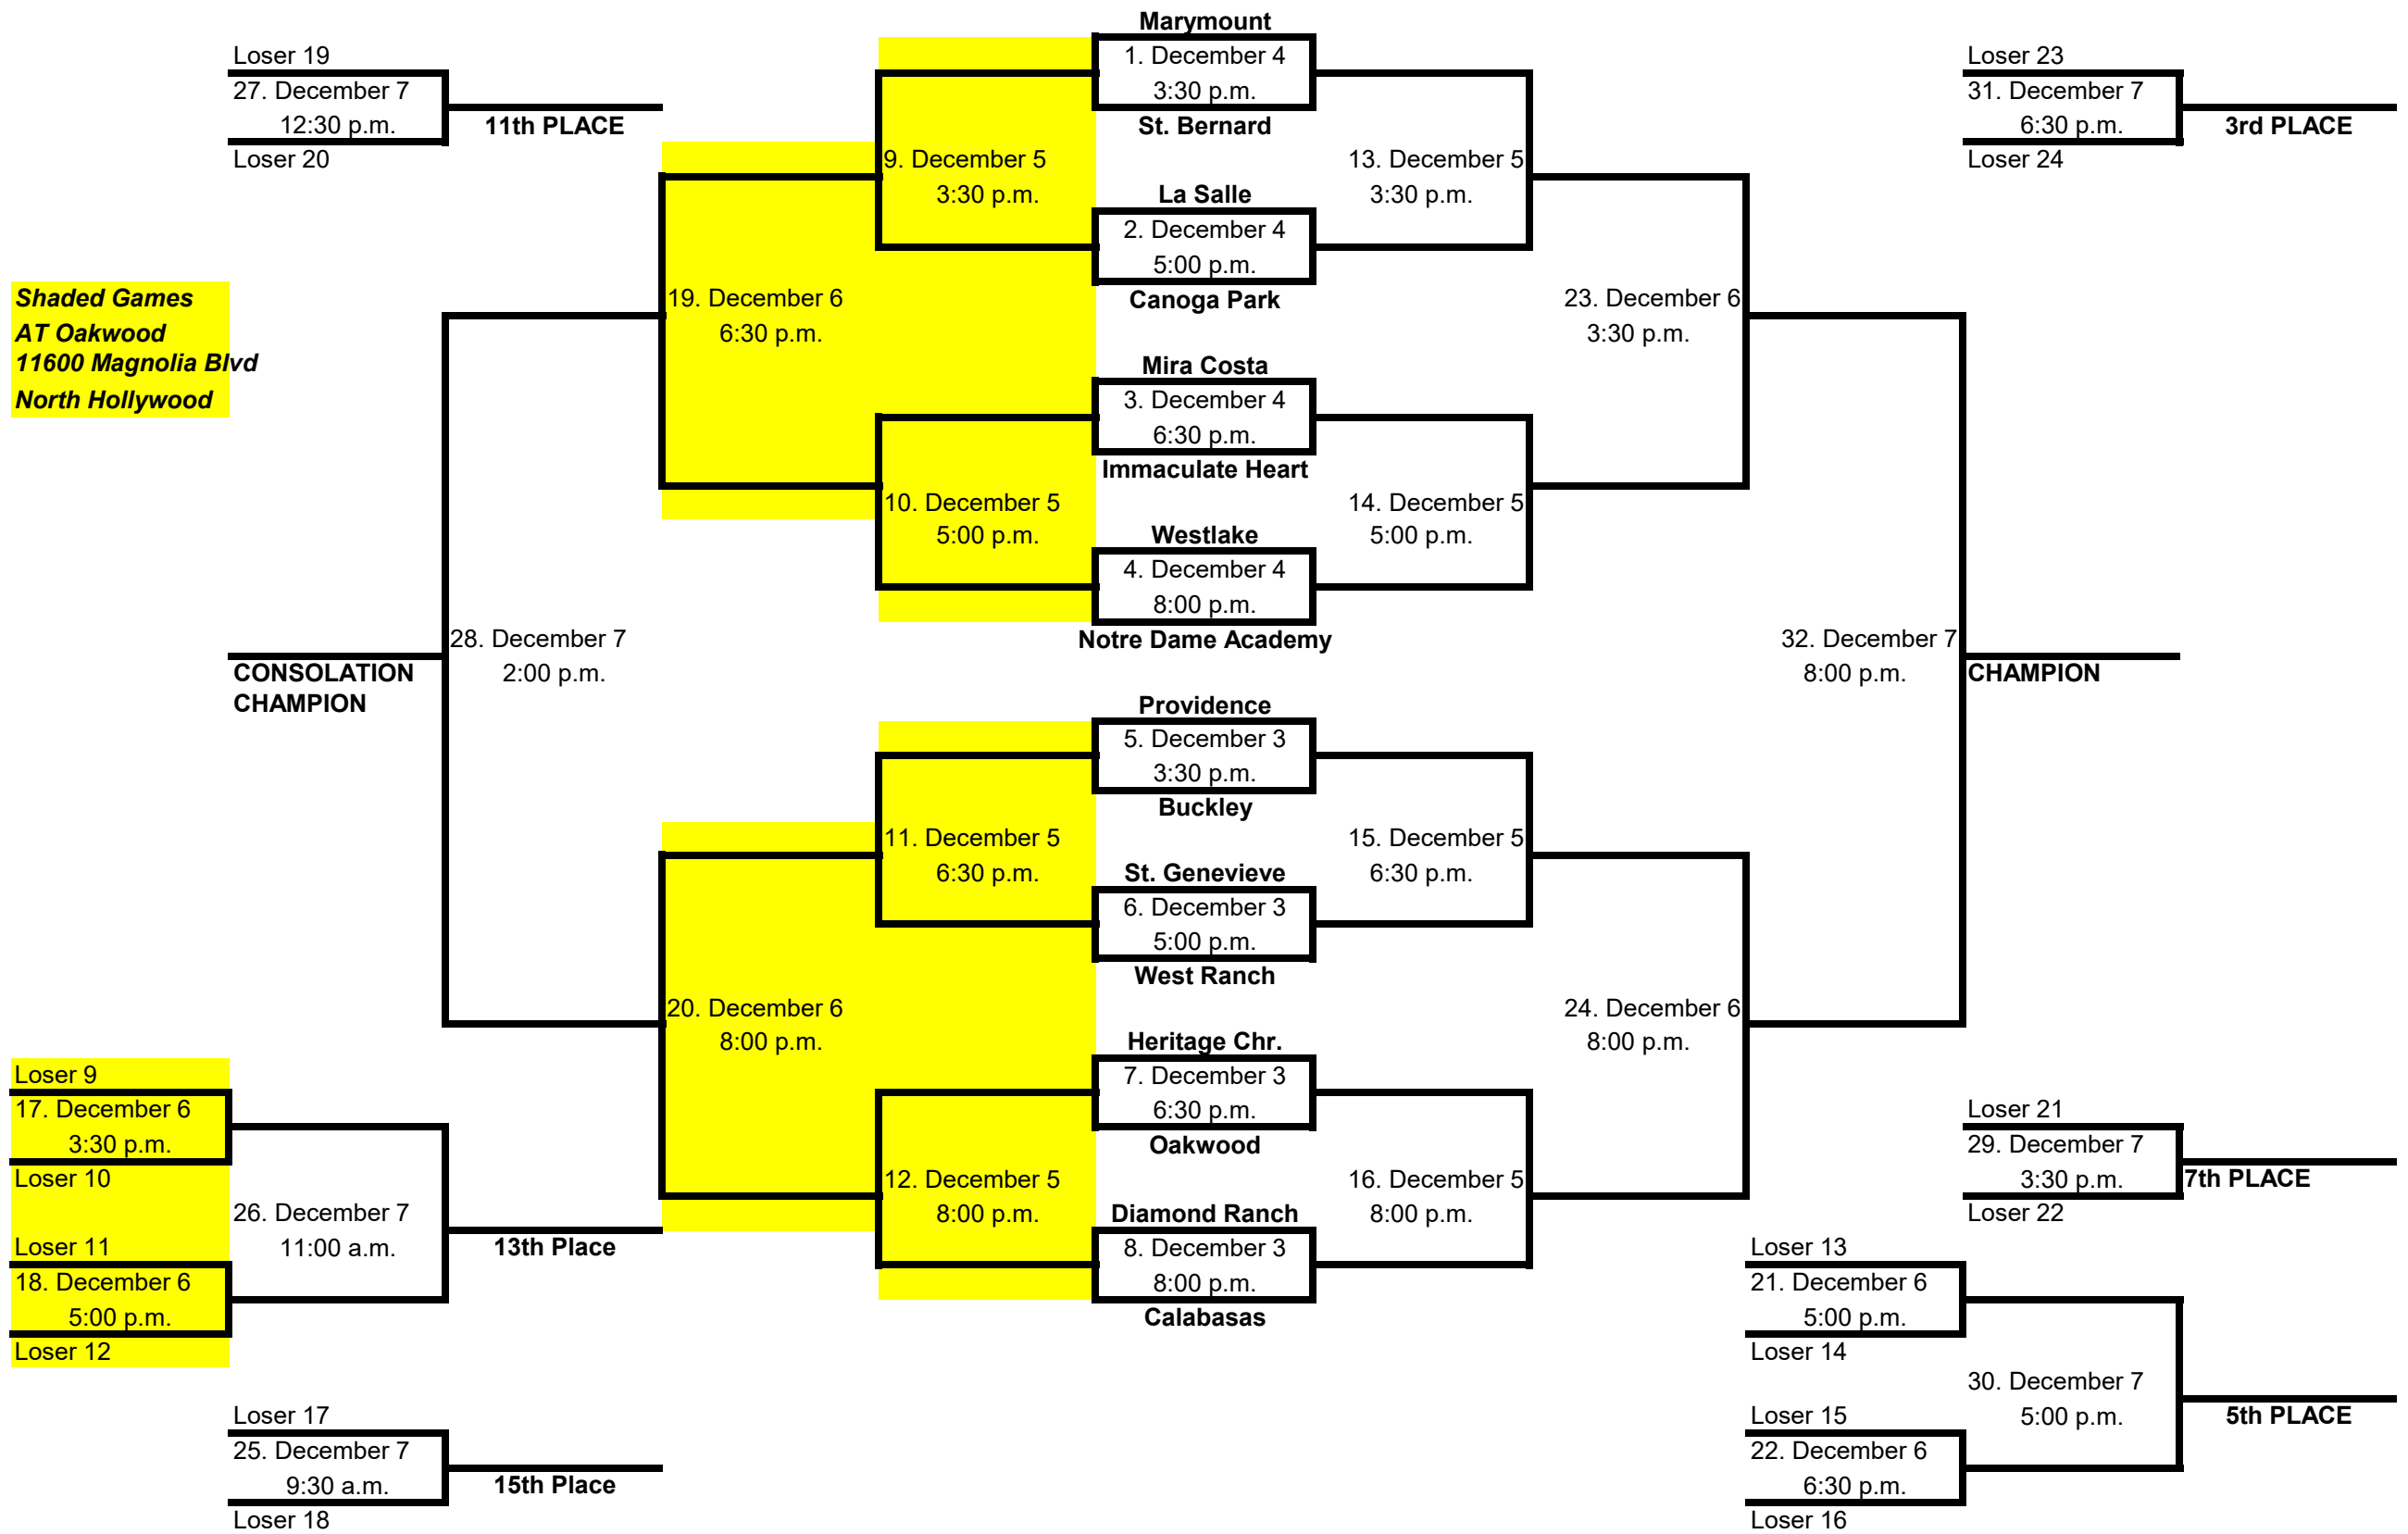 Marymount
Loser 19
1. December 4
Loser 23
27. December 7
3:30 p.m.
31. December 7
12:30 p.m.
11th PLACE
St. Bernard
6:30 p.m.
3rd PLACE
Loser 20
9. December 5
13. December 5
Loser 24
3:30 p.m.
La Salle
3:30 p.m.
2. December 4
5:00 p.m.
Shaded Games
19. December 6
Canoga Park
23. December 6
AT Oakwood
6:30 p.m.
3:30 p.m.
11600 Magnolia Blvd
Mira Costa
North Hollywood
3. December 4
6:30 p.m.
Immaculate Heart
10. December 5
14. December 5
5:00 p.m.
Westlake
5:00 p.m.
4. December 4
8:00 p.m.
28. December 7
Notre Dame Academy
32. December 7
CONSOLATION
2:00 p.m.
8:00 p.m.
CHAMPION
CHAMPION
Providence
5. December 3
3:30 p.m.
Buckley
11. December 5
15. December 5
6:30 p.m.
St. Genevieve
6:30 p.m.
6. December 3
5:00 p.m.
West Ranch
20. December 6
24. December 6
8:00 p.m.
Heritage Chr.
8:00 p.m.
Loser 9
7. December 3
17. December 6
6:30 p.m.
Loser 21
3:30 p.m.
Oakwood
29. December 7
Loser 10
12. December 5
16. December 5
3:30 p.m.
7th PLACE
26. December 7
8:00 p.m.
Diamond Ranch
8:00 p.m.
Loser 22
Loser 11
11:00 a.m.
13th Place
8. December 3
Loser 13
18. December 6
8:00 p.m.
21. December 6
5:00 p.m.
Calabasas
5:00 p.m.
Loser 12
Loser 14
30. December 7
Loser 17
Loser 15
5:00 p.m.
5th PLACE
25. December 7
22. December 6
9:30 a.m.
15th Place
6:30 p.m.
Loser 18
Loser 16